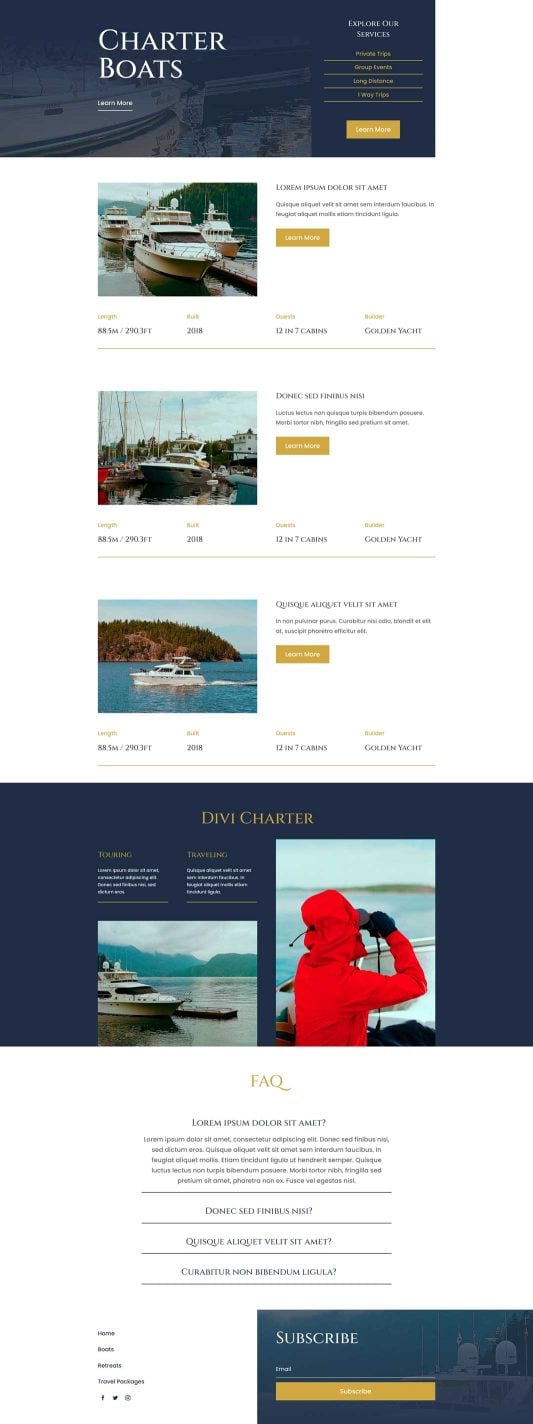 Charter
Boats
Learn More
Explore Our
Services
Private Trips
Group Events
Long Distance
1 Way Trips
Learn More
Lorem ipsum dolor sit amet
Quisque aliquet velit sit amet sem interdum faucibus. In
feugiat aliquet mollis etiam tincidunt ligula.
Learn More
Length
Built
Guests
Builder
88.5m / 290.3ft
2018
12 in 7 cabins
Golden Yacht
Donec sed finibus nisi
Luctus lectus non quisque turpis bibendum posuere.
Morbi tortor nibh, fringilla sed pretium sit amet.
Learn More
Length
Built
Guests
Builder
88.5m / 290.3ft
2018
12 in 7 cabins
Golden Yacht
Quisque aliquet velit sit amet
In non pulvinar purus. Curabitur nisi odio, blandit et elit
at, suscipit pharetra efficitur elit.
Learn More
Length
Built
Guests
Builder
88.5m / 290.3ft
2018
12 in 7 cabins
Golden Yacht
Divi Charter
Touring
Lorem ipsum dolor sit amet,
consectetur adipiscing elit.
Donec sed finibus nisi, sed
dictum eros.
Traveling
Quisque aliquet velit sit amet
sem interdum faucibus. In
feugiat aliquet mollis etiam
tincidunt ligula.
FAQ
Lorem ipsum dolor sit amet?
Lorem ipsum dolor sit amet, consectetur adipiscing elit. Donec sed finibus nisi,
sed dictum eros. Quisque aliquet velit sit amet sem interdum faucibus. In
feugiat aliquet mollis. Etiam tincidunt ligula ut hendrerit semper. Quisque
luctus lectus non turpis bibendum posuere. Morbi tortor nibh, fringilla sed
pretium sit amet, pharetra non ex. Fusce vel egestas nisl.
Donec sed finibus nisi?
Quisque aliquet velit sit amet?
Curabitur non bibendum ligula?
Home
Boats
Retreats
Travel Packages
Subscribe
Email
Subscribe